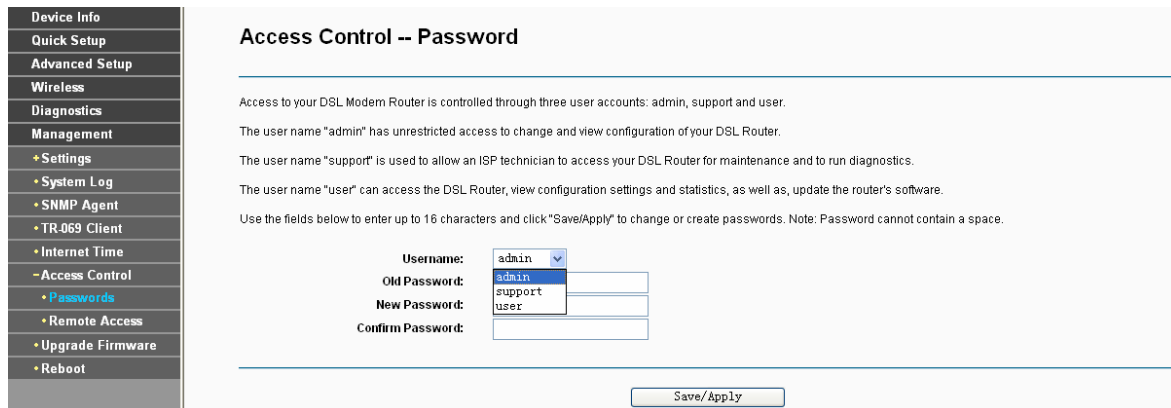 Device Info
Quick Setup
Advanced Setup
Wireless
Diagnostics
Management
+Settings
•System Log
•SNMP Agent
•TR-069 Client
•Internet Time
-Access Control
•Passwords
•Remote Access
•Upgrade Firmware
•Reboot
Access Control -- Password
Access to your DSL Modem Router is controlled through three user accounts: admin, support and user.
The user name "admin" has unrestricted access to change and view configuration of your DSL Router.
The user name "support" is used to allow an ISP technician to access your DSL Router for maintenance and to run diagnostics.
The user name "user" can access the DSL Router, view configuration settings and statistics, as well as, update the router's software.
Use the fields below to enter up to 16 characters and click "Save/Apply" to change or create passwords. Note: Password cannot contain a space.
Username: admin
Old Password:
admin
support
New Password:
user
Confirm Password:
Save/Apply